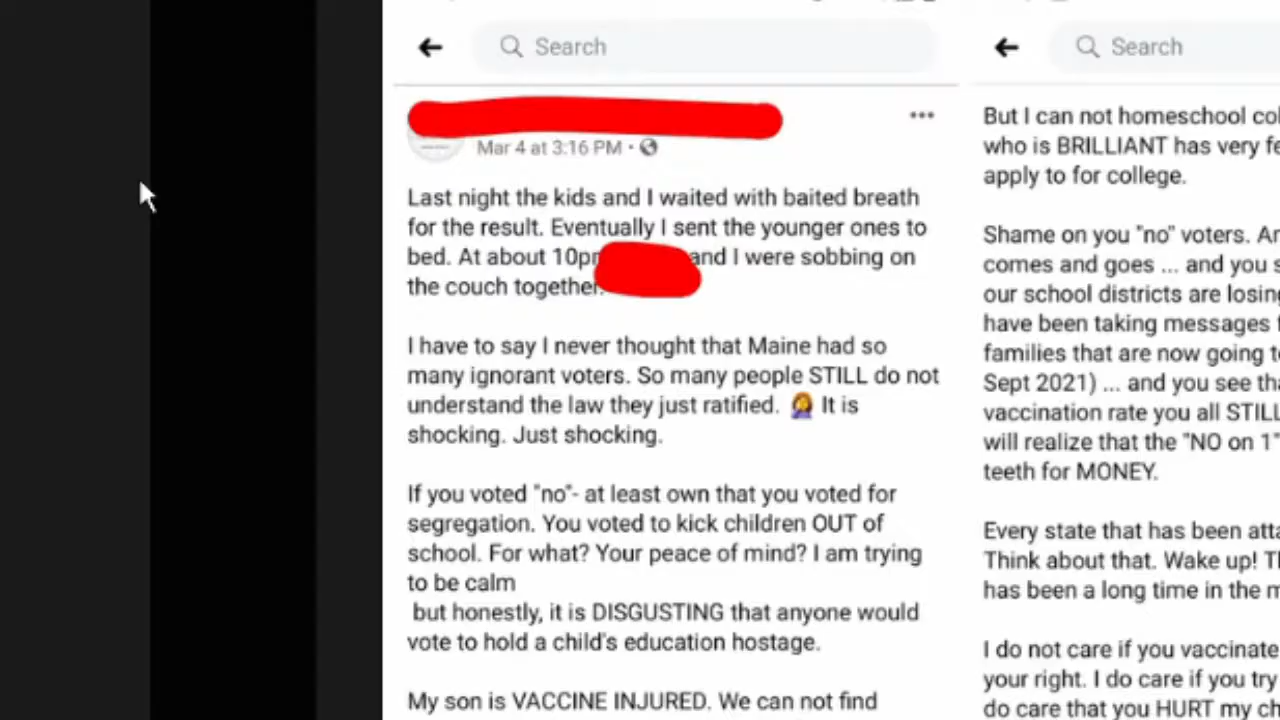 Search
Mar 4 at 3:16 PM ·
Last night the kids and I waited with baited breath
for the result. Eventually I sent the younger ones to
bed. At about 10p and I were sobbing on
the couch together.
I have to say I never thought that Maine had so
many ignorant voters. So many people STILL do not
understand the law they just ratified. 🤦‍♀️ It is
shocking. Just shocking.
If you voted "no"- at least own that you voted for
segregation. You voted to kick children OUT of
school. For what? Your peace of mind? I am trying
to be calm
but honestly, it is DISGUSTING that anyone would
vote to hold a child's education hostage.
My son is VACCINE INJURED. We can not find
Search
But I can not homeschool col
who is BRILLIANT has very fe
apply to for college.
Shame on you "no" voters. Ar
comes and goes ... and you s
our school districts are losing
have been taking messages f
families that are now going to
Sept 2021) ... and you see tha
vaccination rate you all STILL
will realize that the "NO on 1"
teeth for MONEY.
Every state that has been atta
Think about that. Wake up! Th
has been a long time in the m
I do not care if you vaccinate
your right. I do care if you try
do care that you HURT my ch